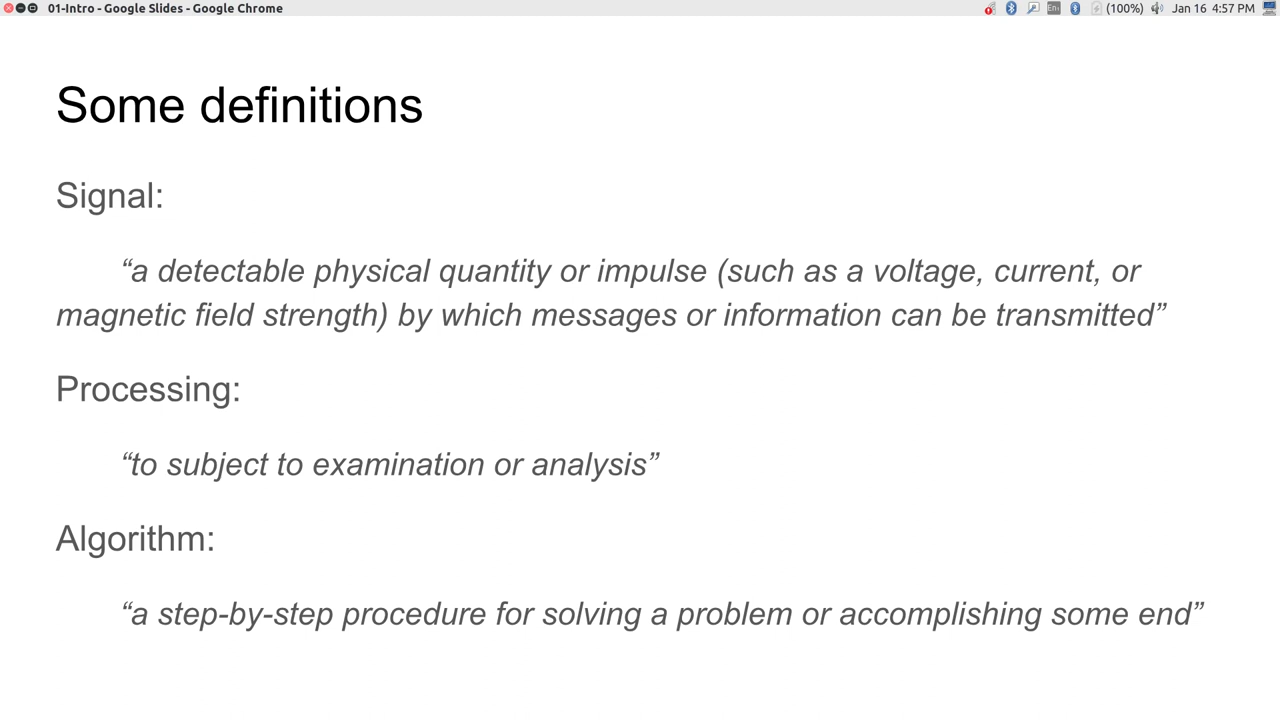 01-Intro - Google Slides - Google Chrome
En
(100%)
Jan 16 4:57 PM
Some definitions
Signal:
“a detectable physical quantity or impulse (such as a voltage, current, or
magnetic field strength) by which messages or information can be transmitted”
Processing:
“to subject to examination or analysis”
Algorithm:
“a step-by-step procedure for solving a problem or accomplishing some end”